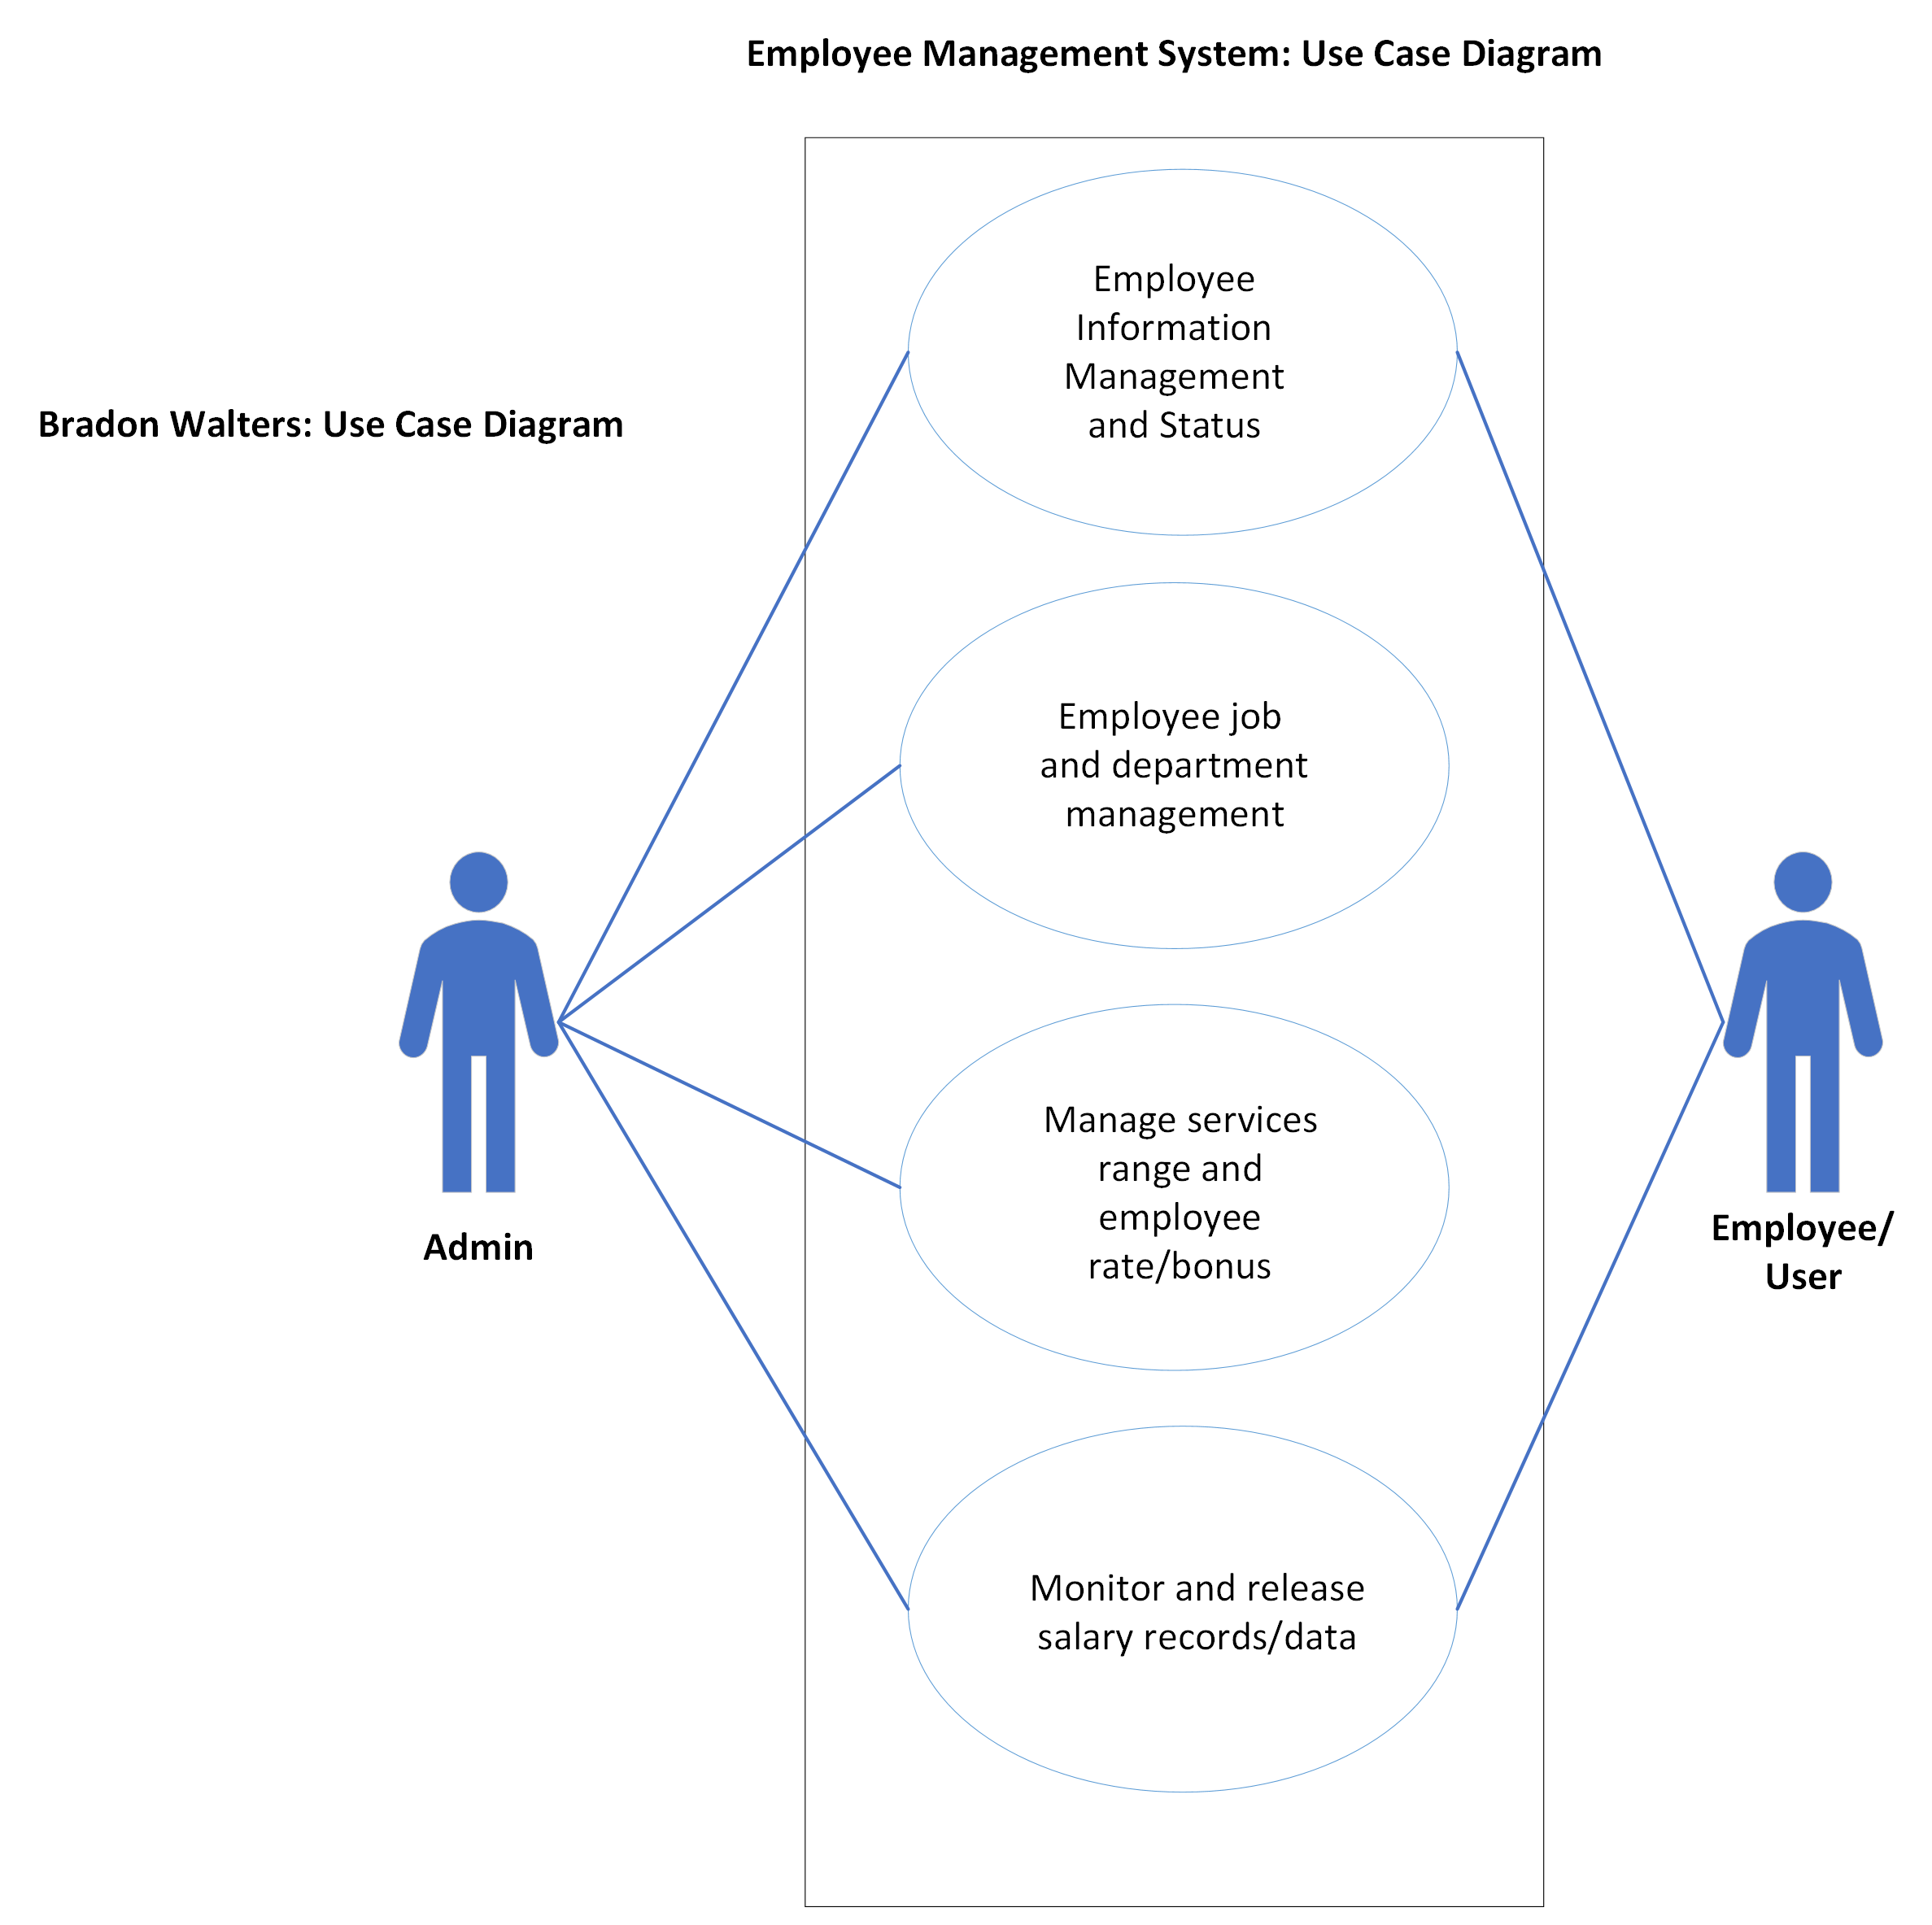 Employee Management System: Use Case Diagram
Bradon Walters: Use Case Diagram
Employee
Information
Management
and Status
Employee job
and department
management
Manage services
range and
employee
rate/bonus
Monitor and release
salary records/data
Admin
Employee/
User